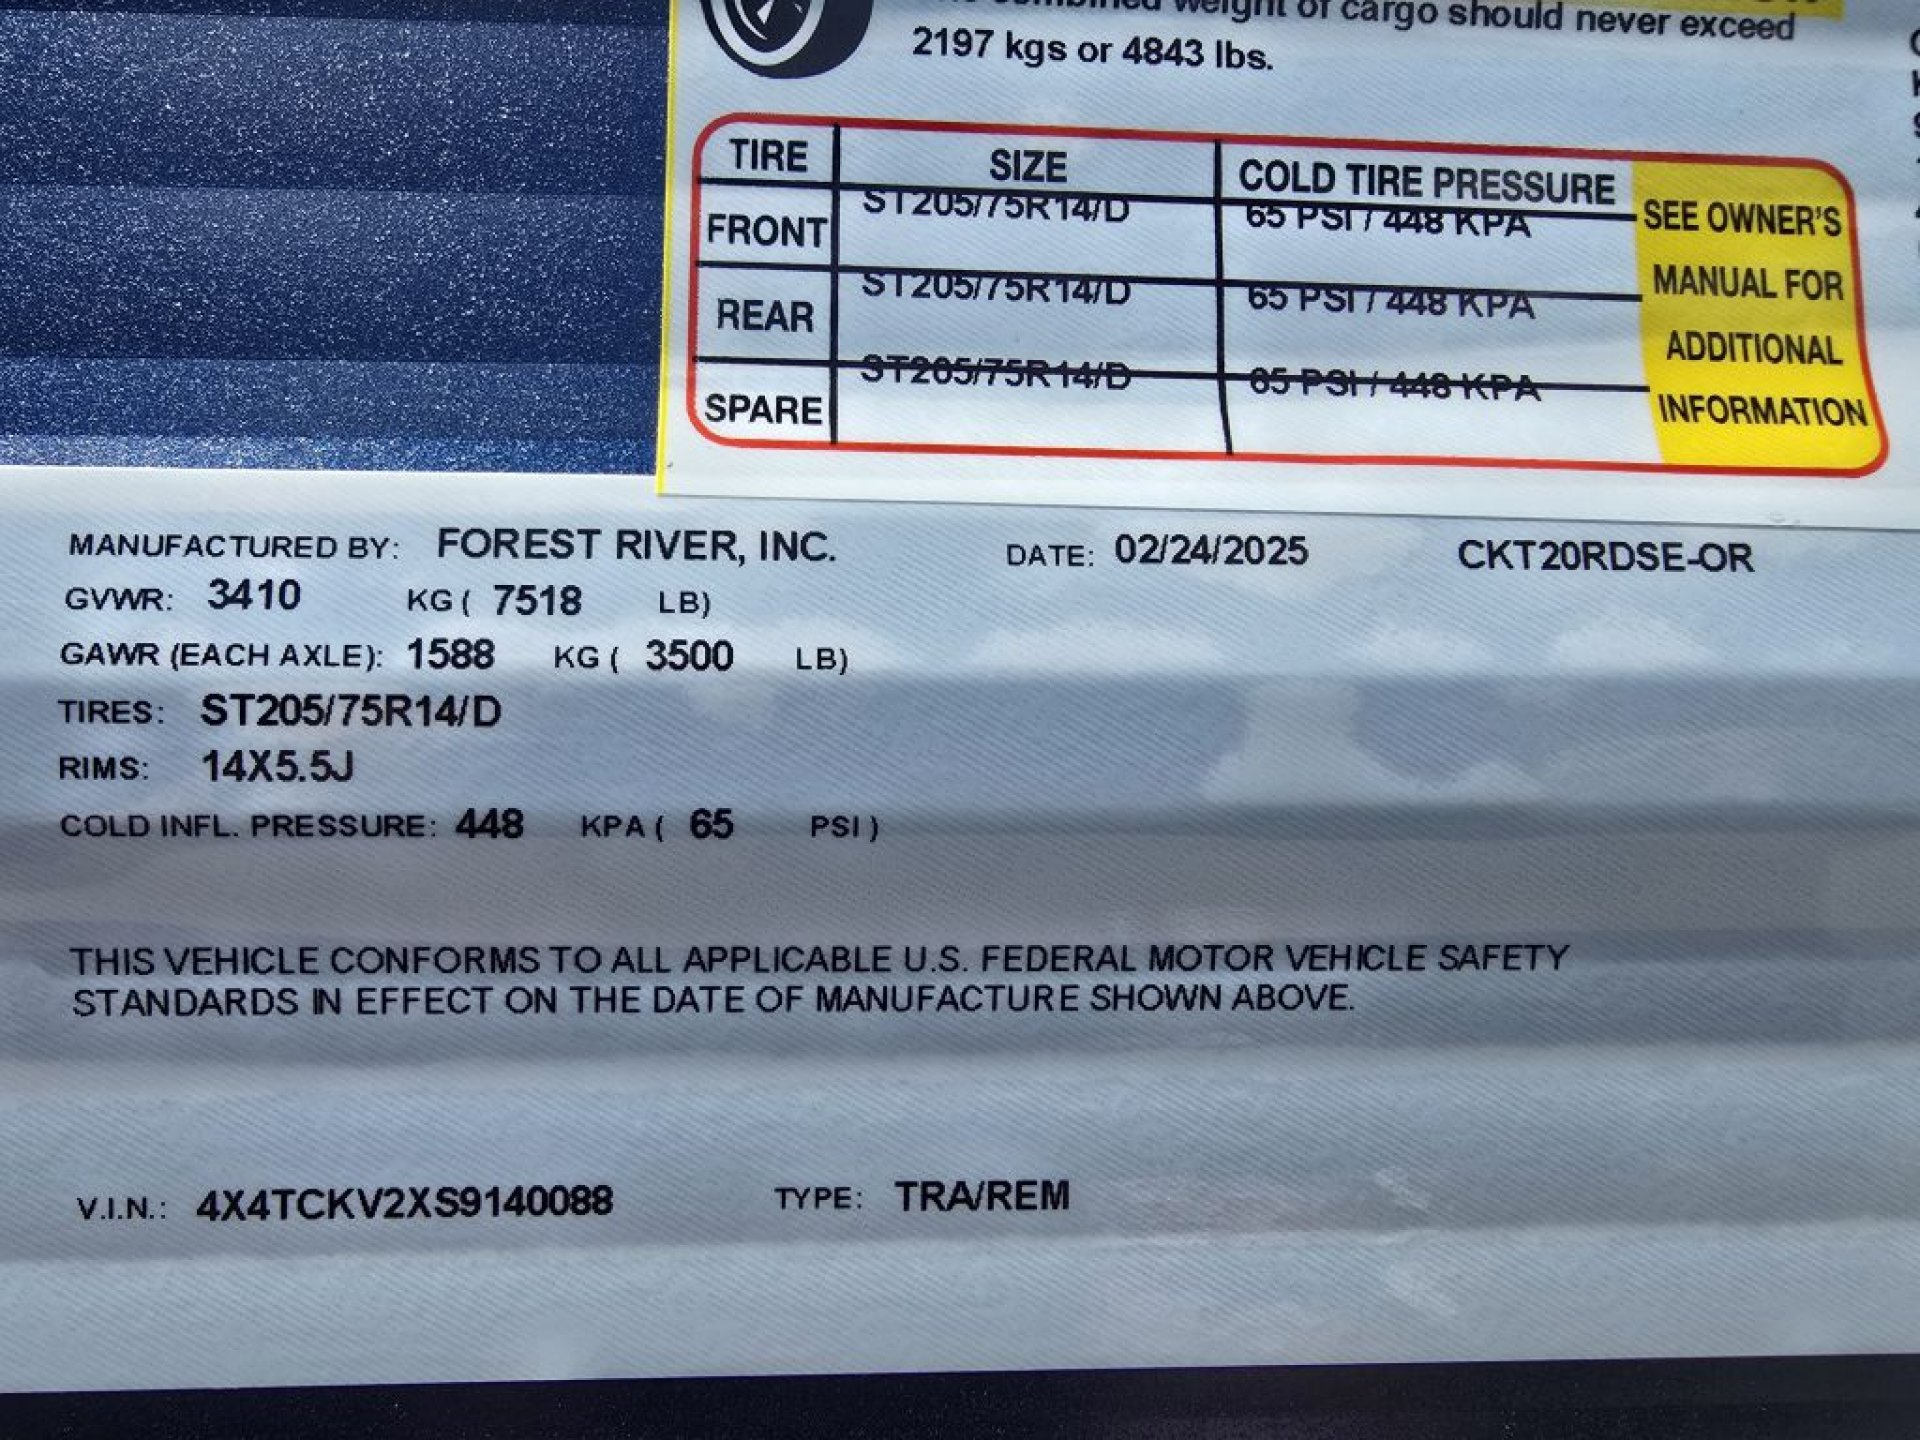 combined weight of cargo should never exceed
2197 kgs or 4843 lbs.
TIRE SIZE COLD TIRE PRESSURE
FRONT ST205/75R14/D 65 PSI / 448 KPA
REAR ST205/75R14/D 65 PSI / 448 KPA
SPARE ST205/75R14/D 65 PSI / 448 KPA
SEE OWNER'S
MANUAL FOR
ADDITIONAL
INFORMATION
MANUFACTURED BY: FOREST RIVER, INC. DATE: 02/24/2025 CKT20RDSE-OR
GVWR: 3410 KG ( 7518 LB)
GAWR (EACH AXLE): 1588 KG ( 3500 LB)
TIRES: ST205/75R14/D
RIMS: 14X5.5J
COLD INFL. PRESSURE: 448 KPA ( 65 PSI )
THIS VEHICLE CONFORMS TO ALL APPLICABLE U.S. FEDERAL MOTOR VEHICLE SAFETY
STANDARDS IN EFFECT ON THE DATE OF MANUFACTURE SHOWN ABOVE.
V.I.N.: 4X4TCKV2XS9140088 TYPE: TRA/REM